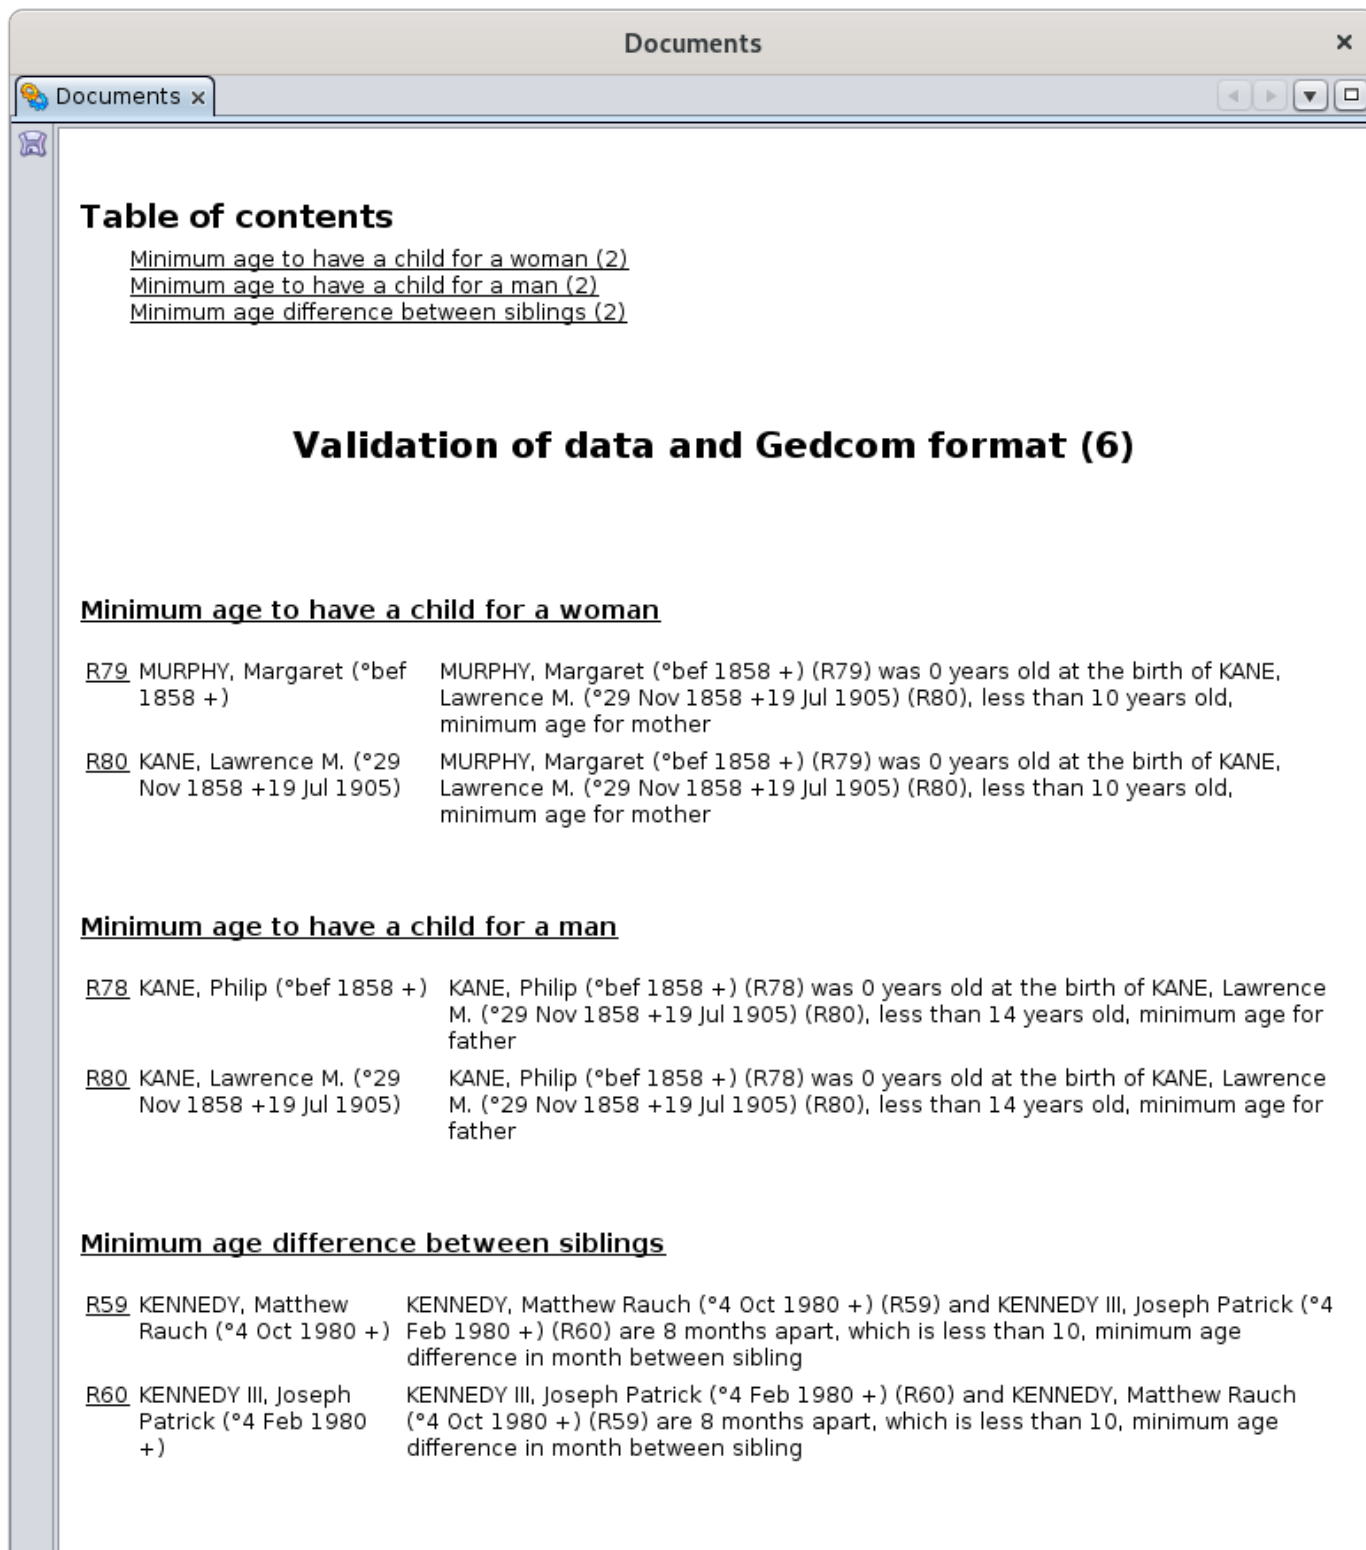 Documents
Documents
Table of contents
Minimum age to have a child for a woman (2)
Minimum age to have a child for a man (2)
Minimum age difference between siblings (2)
Validation of data and Gedcom format (6)
Minimum age to have a child for a woman
R79 MURPHY, Margaret (°bef MURPHY, Margaret (°bef 1858 +) (R79) was 0 years old at the birth of KANE,
1858 +) Lawrence M. (°29 Nov 1858 +19 Jul 1905) (R80), less than 10 years old,
minimum age for mother
R80 KANE, Lawrence M. (°29 MURPHY, Margaret (°bef 1858 +) (R79) was 0 years old at the birth of KANE,
Nov 1858 +19 Jul 1905) Lawrence M. (°29 Nov 1858 +19 Jul 1905) (R80), less than 10 years old,
minimum age for mother
Minimum age to have a child for a man
R78 KANE, Philip (°bef 1858 +) KANE, Philip (°bef 1858 +) (R78) was 0 years old at the birth of KANE, Lawrence
M. (°29 Nov 1858 +19 Jul 1905) (R80), less than 14 years old, minimum age for
father
R80 KANE, Lawrence M. (°29 KANE, Philip (°bef 1858 +) (R78) was 0 years old at the birth of KANE, Lawrence
Nov 1858 +19 Jul 1905) M. (°29 Nov 1858 +19 Jul 1905) (R80), less than 14 years old, minimum age for
father
Minimum age difference between siblings
R59 KENNEDY, Matthew KENNEDY, Matthew Rauch (°4 Oct 1980 +) (R59) and KENNEDY III, Joseph Patrick (°4
Rauch (°4 Oct 1980 +) Feb 1980 +) (R60) are 8 months apart, which is less than 10, minimum age
difference in month between sibling
R60 KENNEDY III, Joseph KENNEDY III, Joseph Patrick (°4 Feb 1980 +) (R60) and KENNEDY, Matthew Rauch
Patrick (°4 Feb 1980 (°4 Oct 1980 +) (R59) are 8 months apart, which is less than 10, minimum age
+) difference in month between sibling